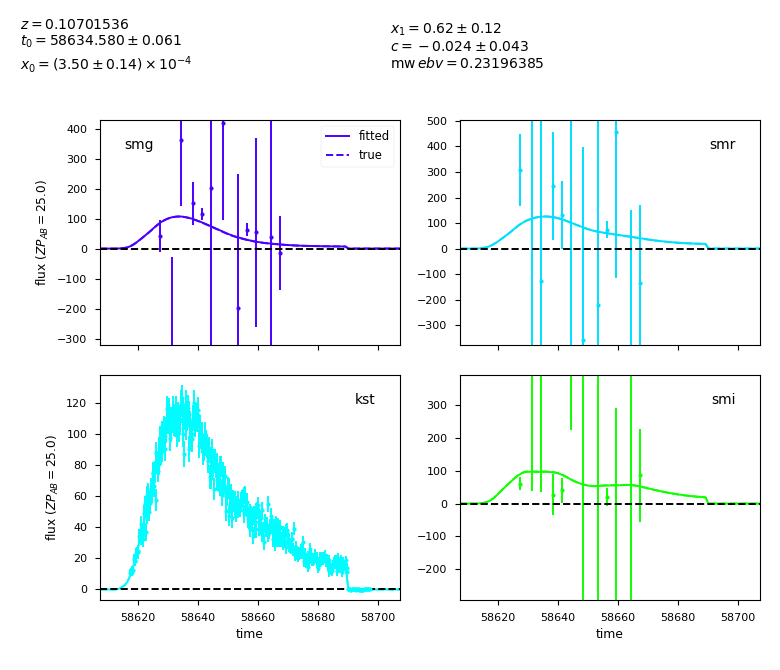 z = 0.10701536
t0 = 58634.580 ± 0.061
x0 = (3.50 ± 0.14) × 10^−4
x1 = 0.62 ± 0.12
c = −0.024 ± 0.043
mw ebv = 0.23196385
smg
fitted
true
400
300
200
100
0
−100
−200
−300
flux (ZP_AB = 25.0)
smr
500
400
300
200
100
0
−100
−200
−300
kst
120
100
80
60
40
20
0
flux (ZP_AB = 25.0)
58620 58640 58660 58680 58700
time
smi
300
200
100
0
−100
−200
58620 58640 58660 58680 58700
time